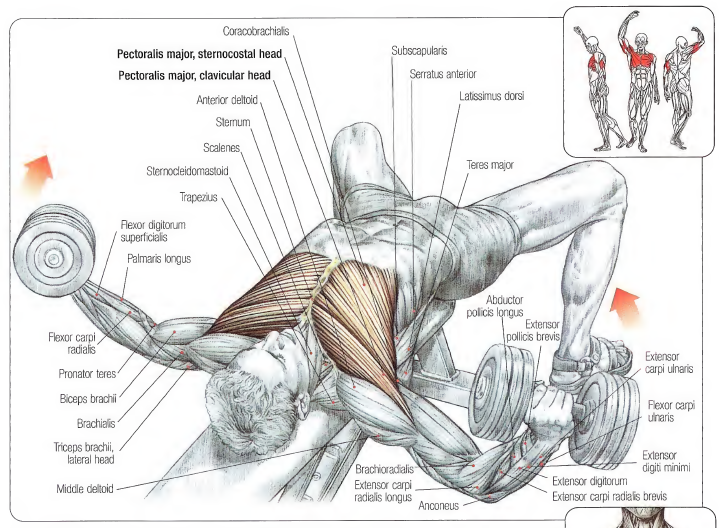 Coracobrachialis
Pectoralis major, sternocostal head
Pectoralis major, clavicular head
Anterior deltoid
Sternum
Scalenes
Sternocleidomastoid
Trapezius
Subscapularis
Serratus anterior
Latissimus dorsi
Teres major
Flexor digitorum
superficialis
Palmaris longus
Flexor carpi
radialis
Pronator teres
Biceps brachii
Brachialis
Triceps brachii,
lateral head
Middle deltoid
Abductor
pollicis longus
Extensor
pollicis brevis
Extensor
carpi ulnaris
Flexor carpi
ulnaris
Extensor
digiti minimi
Brachioradialis
Extensor carpi
radialis longus
Anconeus
Extensor digitorum
Extensor carpi radialis brevis